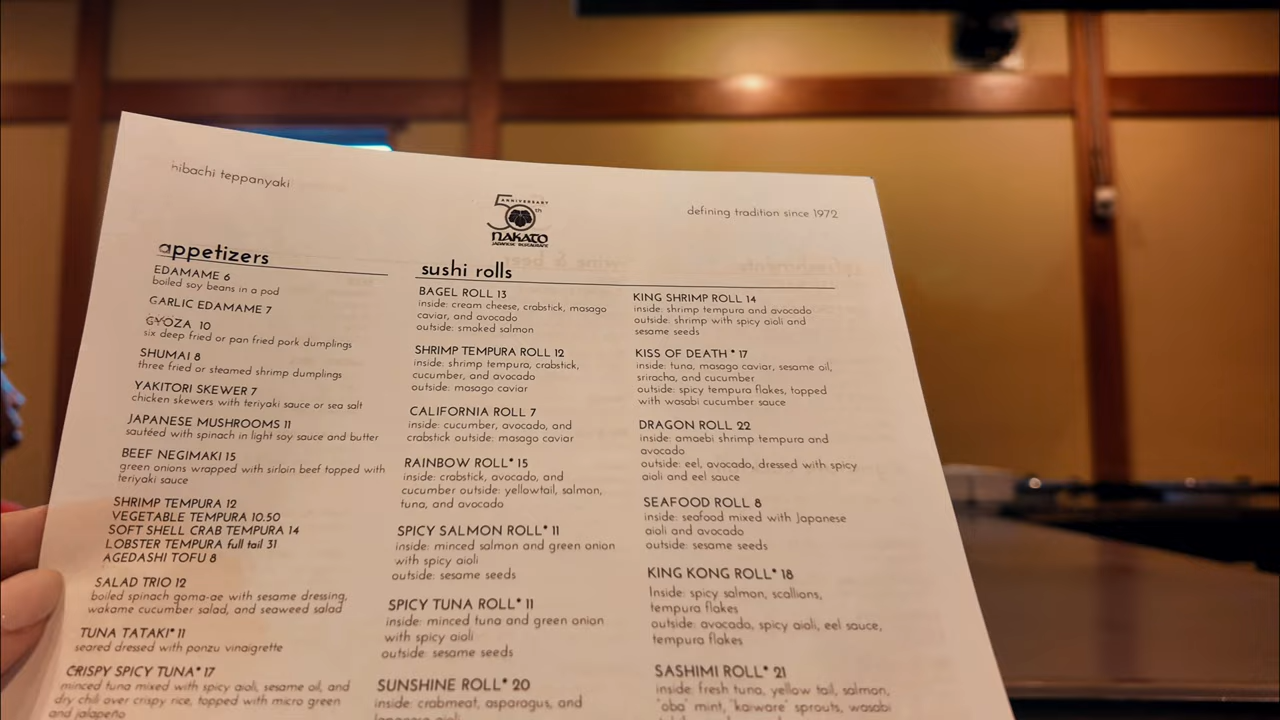 hibachi teppanyaki
50th
ANNIVERSARY
NAKATO
JAPANESE RESTAURANT
defining tradition since 1972
appetizers
EDAMAME 6
boiled soy beans in a pod
GARLIC EDAMAME 7
GYOZA 10
six deep fried or pan fried pork dumplings
SHUMAI 8
three fried or steamed shrimp dumplings
YAKITORI SKEWER 7
chicken skewers with teriyaki sauce or sea salt
JAPANESE MUSHROOMS 11
sautéed with spinach in light soy sauce and butter
BEEF NEGIMAKI 15
green onions wrapped with sirloin beef topped with
teriyaki sauce
SHRIMP TEMPURA 12
VEGETABLE TEMPURA 10.50
SOFT SHELL CRAB TEMPURA 14
LOBSTER TEMPURA full tail 31
AGEDASHI TOFU 8
SALAD TRIO 12
boiled spinach goma-ae with sesame dressing,
wakame cucumber salad, and seaweed salad
TUNA TATAKI* 11
seared dressed with ponzu vinaigrette
CRISPY SPICY TUNA* 17
minced tuna mixed with spicy aioli, sesame oil, and
dry chili over crispy rice, topped with micro green
and jalapeño
sushi rolls
BAGEL ROLL 13
inside: cream cheese, crabstick, masago
caviar, and avocado
outside: smoked salmon
SHRIMP TEMPURA ROLL 12
inside: shrimp tempura, crabstick,
cucumber, and avocado
outside: masago caviar
CALIFORNIA ROLL 7
inside: cucumber, avocado, and
crabstick outside: masago caviar
RAINBOW ROLL* 15
inside: crabstick, avocado, and
cucumber outside: yellowtail, salmon,
tuna, and avocado
SPICY SALMON ROLL* 11
inside: minced salmon and green onion
with spicy aioli
outside: sesame seeds
SPICY TUNA ROLL* 11
inside: minced tuna and green onion
with spicy aioli
outside: sesame seeds
SUNSHINE ROLL* 20
inside: crabmeat, asparagus, and
KING SHRIMP ROLL 14
inside: shrimp tempura and avocado
outside: shrimp with spicy aioli and
sesame seeds
KISS OF DEATH * 17
inside: tuna, masago caviar, sesame oil,
sriracha, and cucumber
outside: spicy tempura flakes, topped
with wasabi cucumber sauce
DRAGON ROLL 22
inside: amaebi shrimp tempura and
avocado
outside: eel, avocado, dressed with spicy
aioli and eel sauce
SEAFOOD ROLL 8
inside: seafood mixed with Japanese
aioli and avocado
outside: sesame seeds
KING KONG ROLL* 18
Inside: spicy salmon, scallions,
tempura flakes
outside: avocado, spicy aioli, eel sauce,
tempura flakes
SASHIMI ROLL* 21
inside: fresh tuna, yellow tail, salmon,
'oba' mint, 'kaiware' sprouts, wasabi